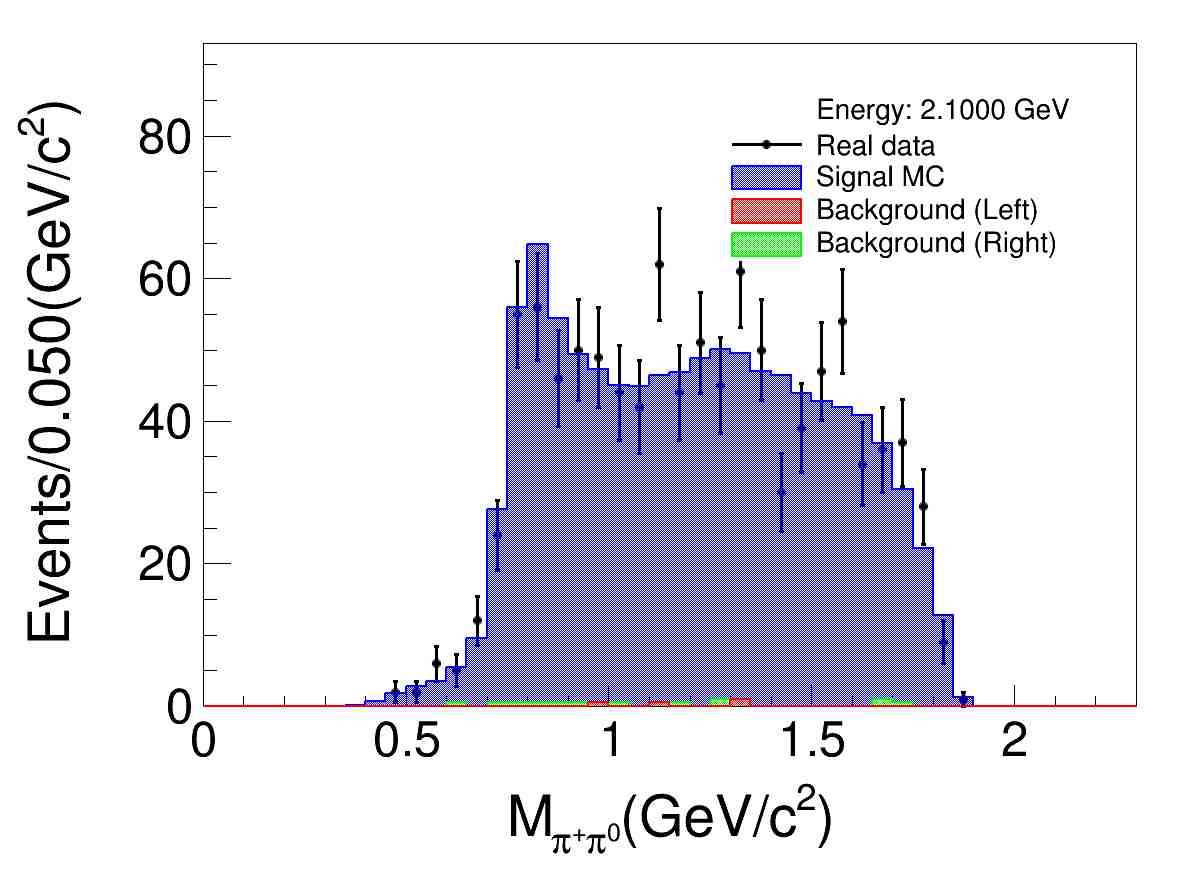 Events/0.050(GeV/c²)
80
60
40
20
0
Energy: 2.1000 GeV
Real data
Signal MC
Background (Left)
Background (Right)
0 0.5 1 1.5 2
M_π⁺π⁰(GeV/c²)